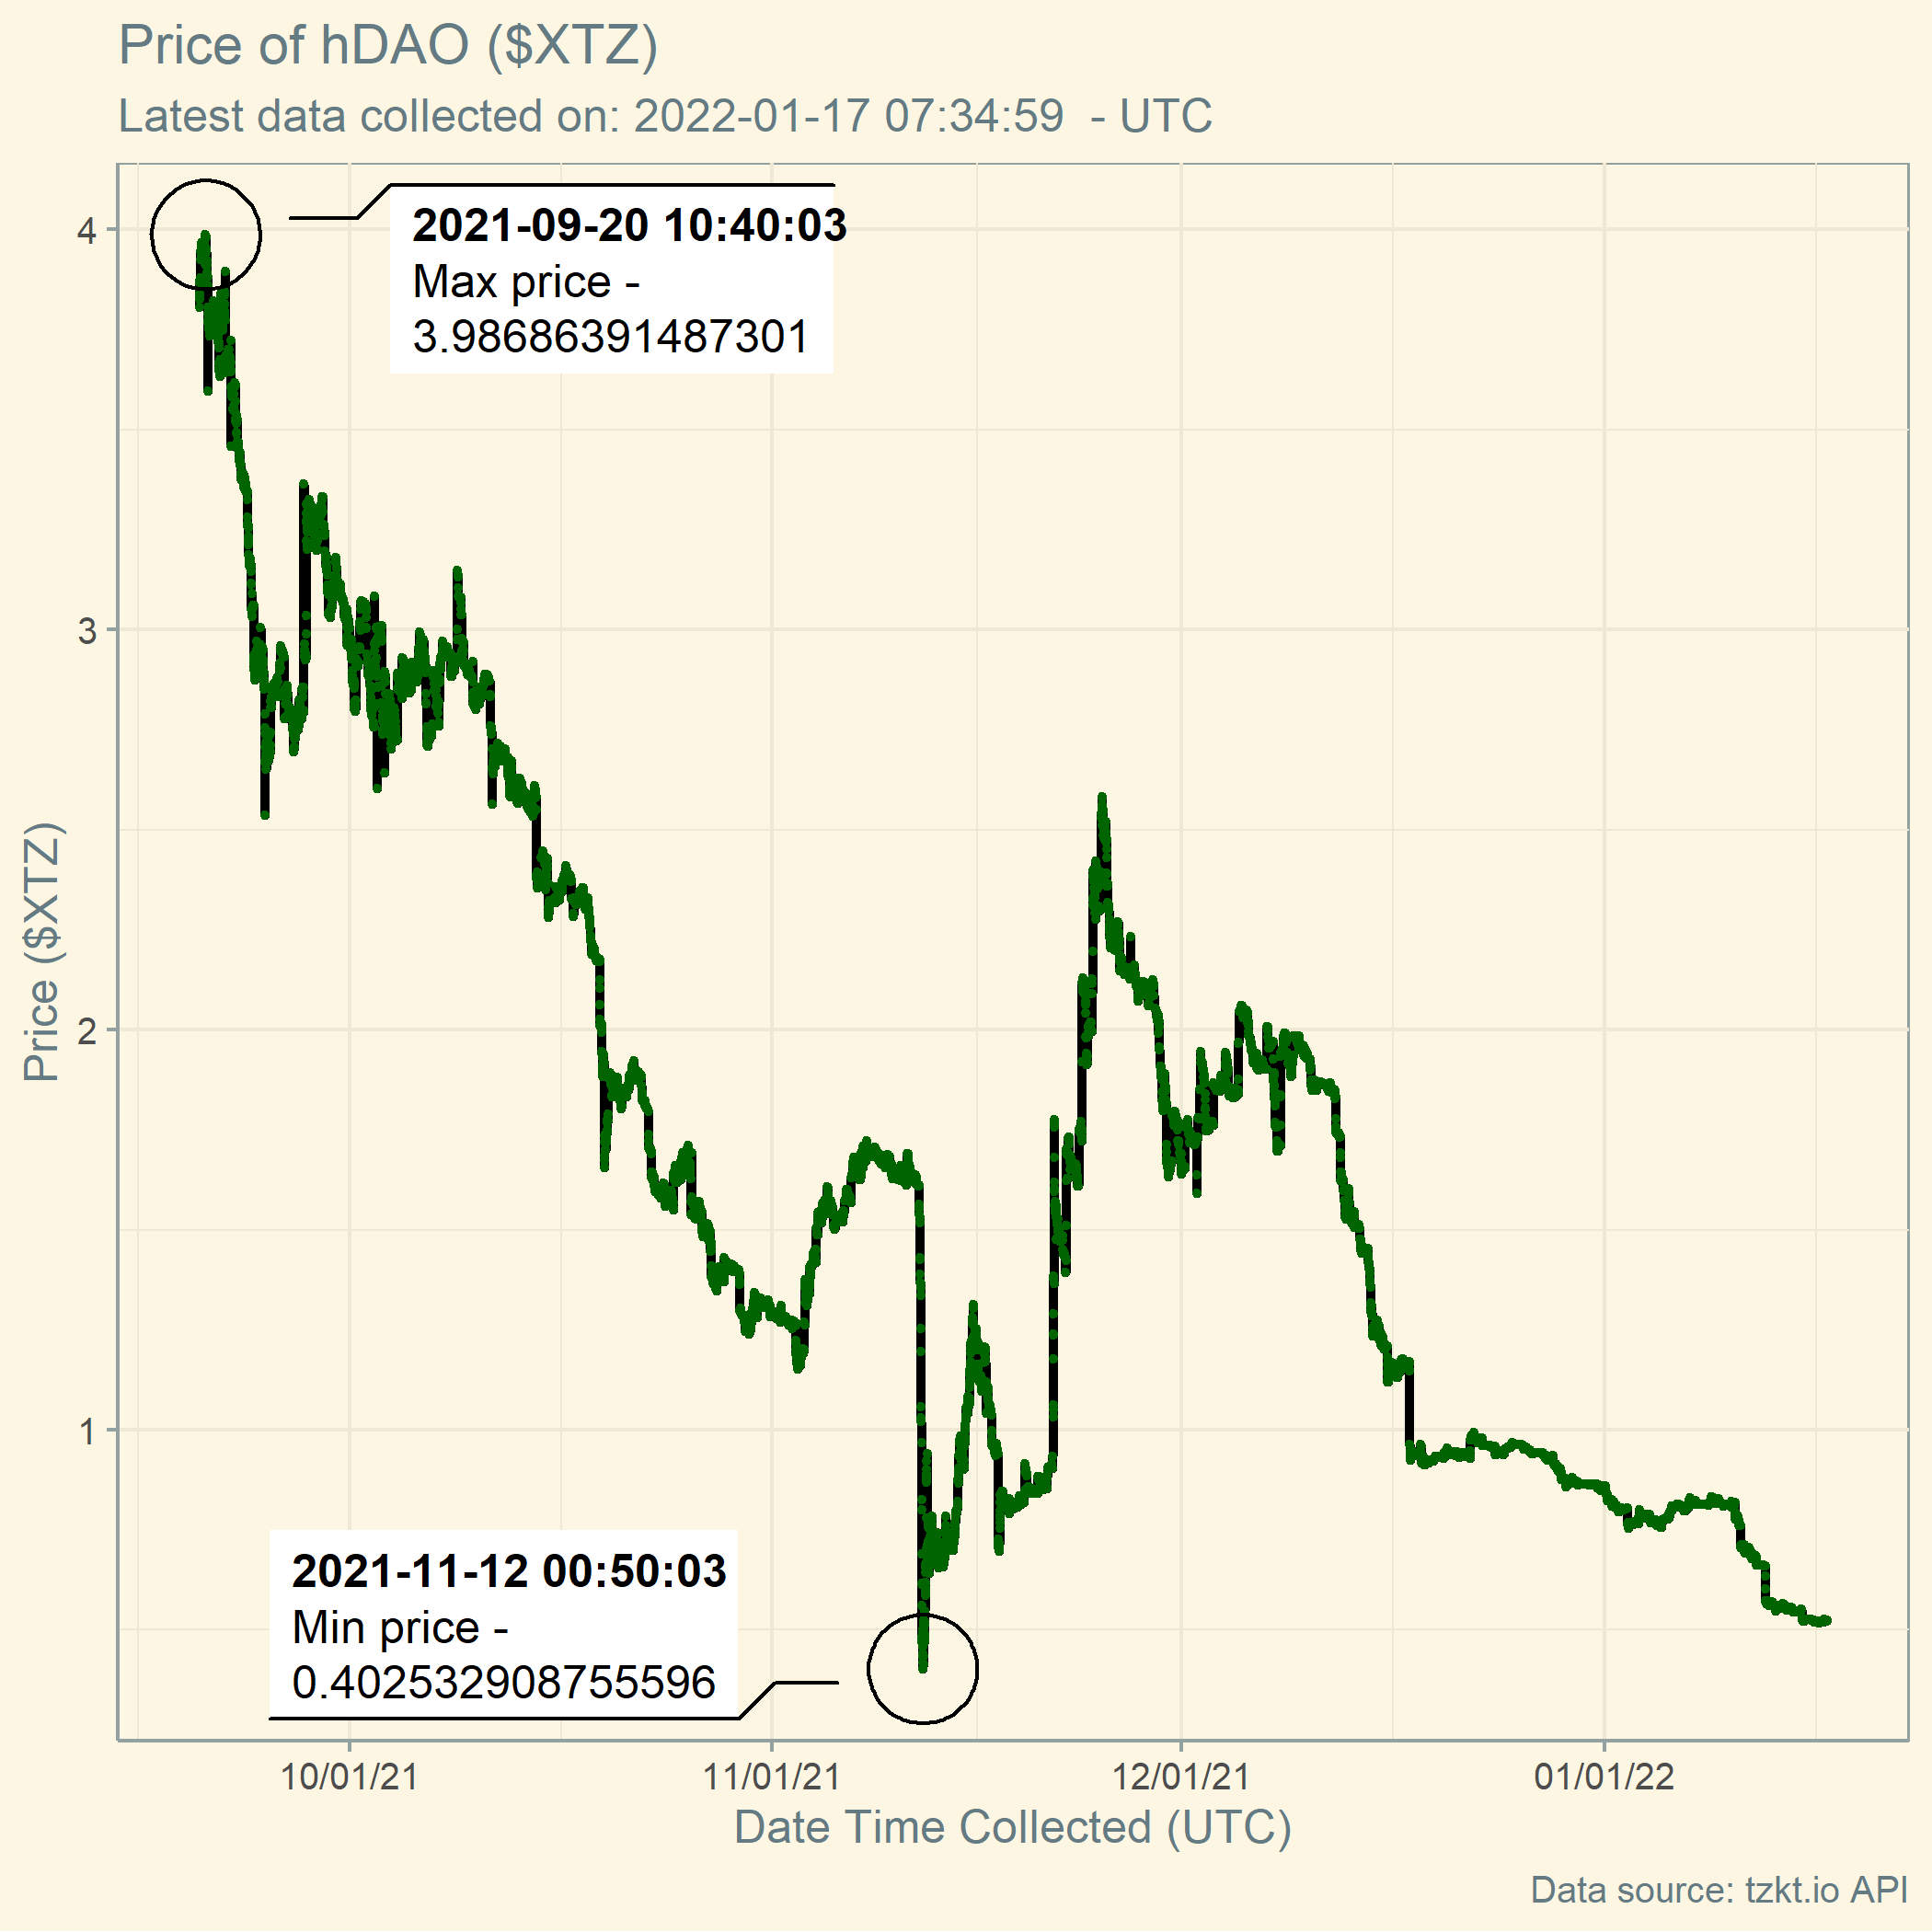 Price of hDAO ($XTZ)
Latest data collected on: 2022-01-17 07:34:59  - UTC
2021-09-20 10:40:03
Max price -
3.98686391487301
4
3
2
1
Price ($XTZ)
2021-11-12 00:50:03
Min price -
0.402532908755596
10/01/21
11/01/21
12/01/21
01/01/22
Date Time Collected (UTC)
Data source: tzkt.io API